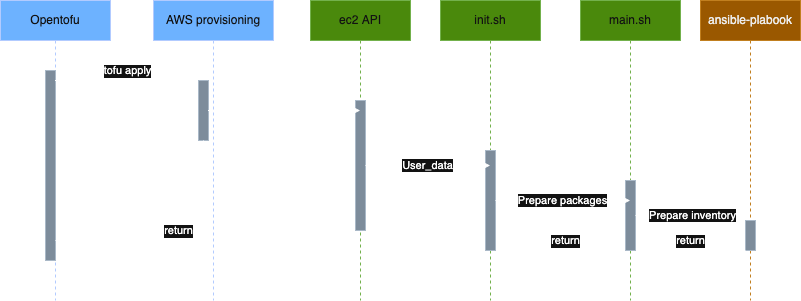 Opentofu
AWS provisioning
ec2 API
init.sh
main.sh
ansible-plabook
tofu apply
User_data
Prepare packages
Prepare inventory
return
return
return